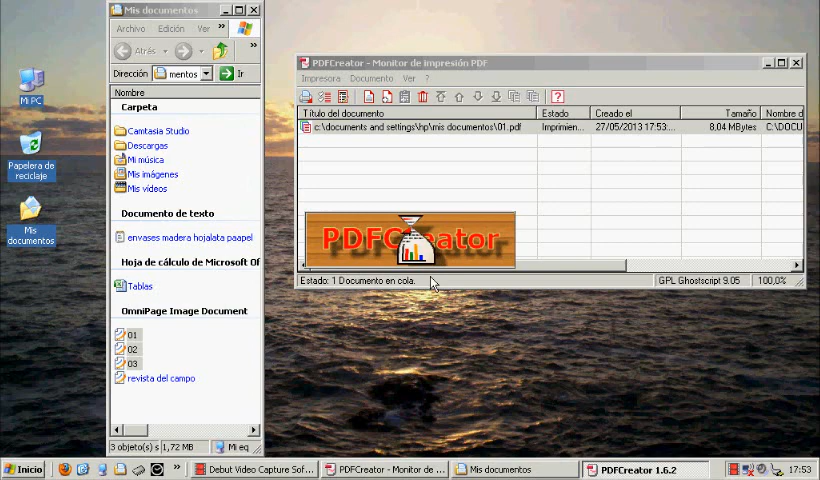 Mis documentos
Archivo Edición Ver »
Atrás »
Dirección mentos Ir
Nombre
Carpeta
Camtasia Studio
Descargas
Mi música
Mis imágenes
Mis vídeos
Documento de texto
envases madera hojalata paapel
Hoja de cálculo de Microsoft Of
Tablas
OmniPage Image Document
01
02
03
revista del campo
3 objeto(s) s 1,72 MB Mi eq
Mi PC
Papelera de
reciclaje
Mis
documentos
PDFCreator - Monitor de impresión PDF
Impresora Documento Ver ?
Título del documento Estado Creado el Tamaño Nombre d
c:\documents and settings\hp\mis documentos\01.pdf Imprimien... 27/05/2013 17:53:... 8,04 MBytes C:\DOCU
PDFCreator
Estado: 1 Documento en cola. GPL Ghostscript 9.05 100,0%
Inicio » Debut Video Capture Sof... PDFCreator - Monitor de ... Mis documentos PDFCreator 1.6.2 17:53